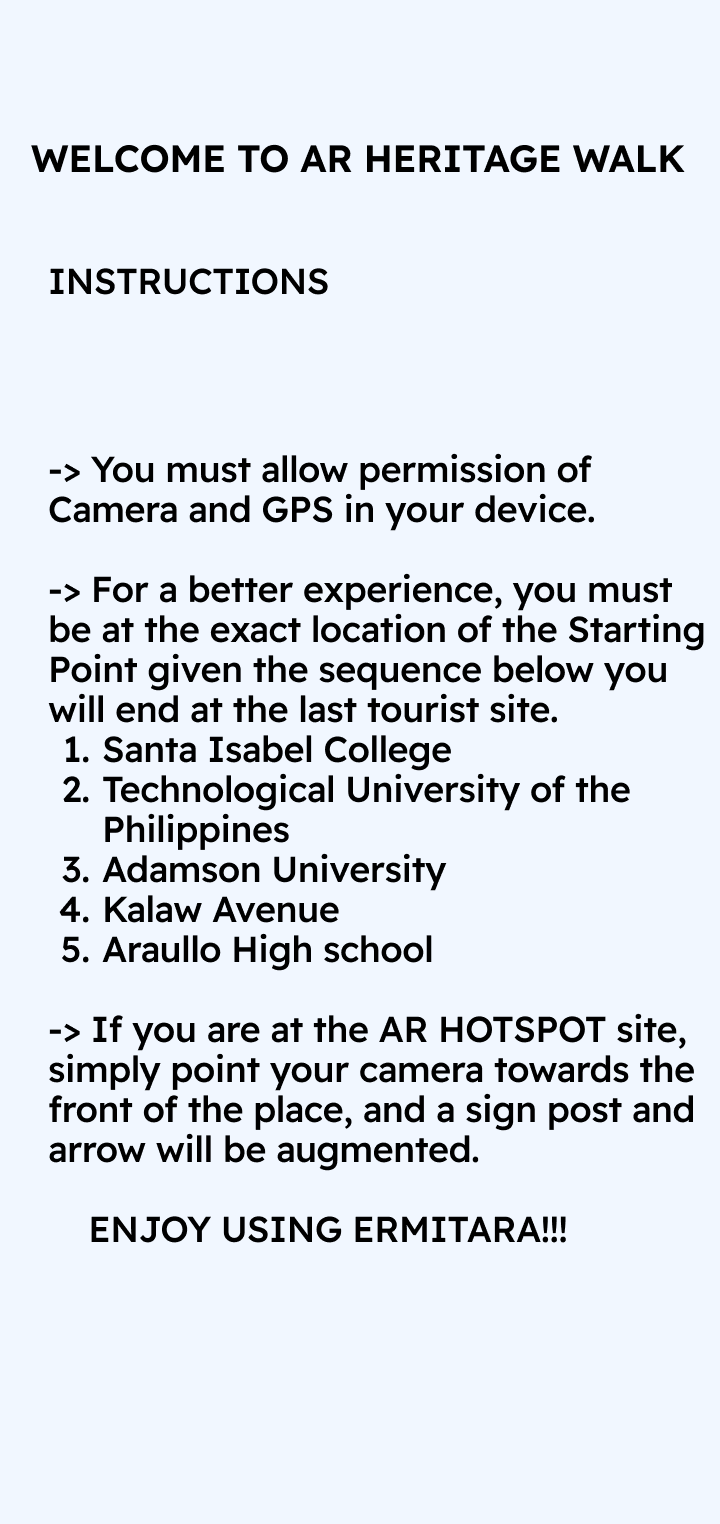 WELCOME TO AR HERITAGE WALK
INSTRUCTIONS
-> You must allow permission of
Camera and GPS in your device.
-> For a better experience, you must
be at the exact location of the Starting
Point given the sequence below you
will end at the last tourist site.
1. Santa Isabel College
2. Technological University of the
Philippines
3. Adamson University
4. Kalaw Avenue
5. Araullo High school
-> If you are at the AR HOTSPOT site,
simply point your camera towards the
front of the place, and a sign post and
arrow will be augmented.
ENJOY USING ERMITARA!!!